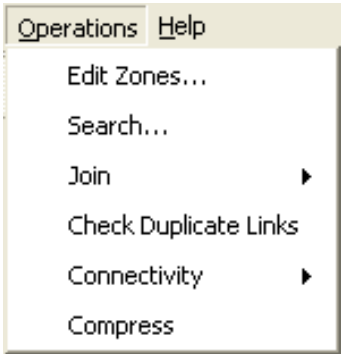 Operations Help
Edit Zones...
Search...
Join
Check Duplicate Links
Connectivity
Compress